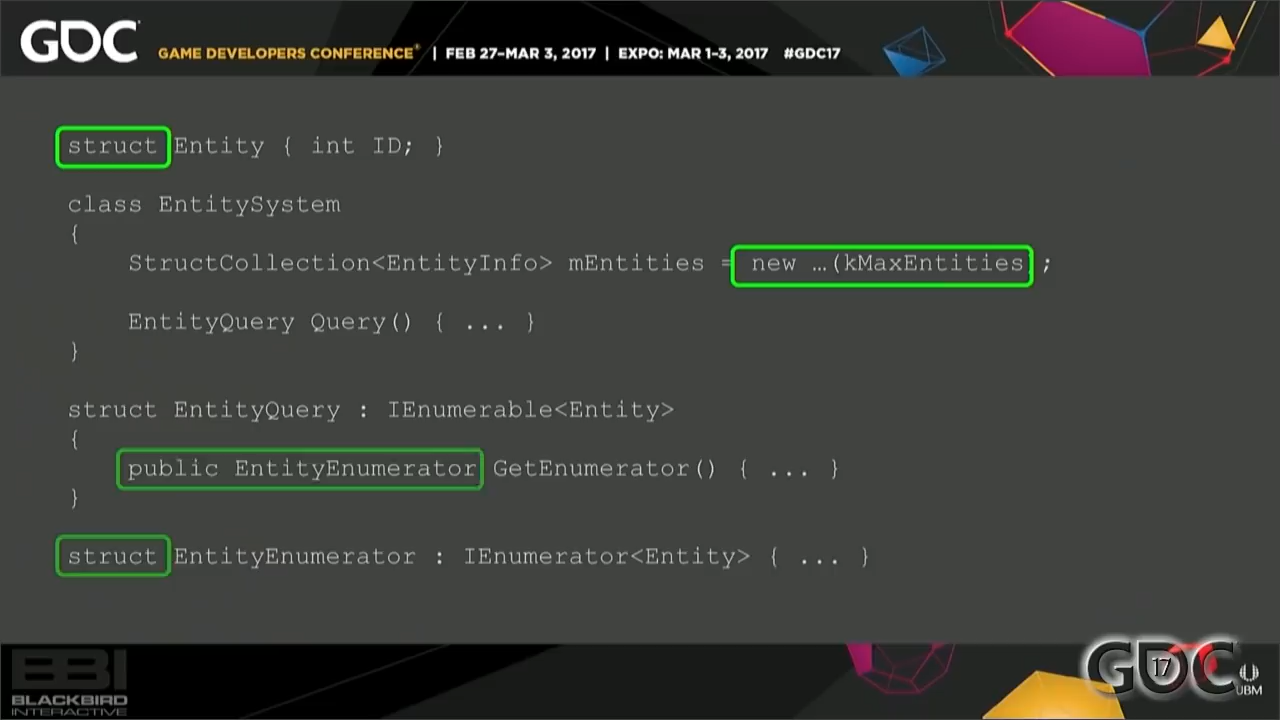 GDC GAME DEVELOPERS CONFERENCE® | FEB 27-MAR 3, 2017 | EXPO: MAR 1-3, 2017 #GDC17
struct Entity { int ID; }
class EntitySystem
{
StructCollection<EntityInfo> mEntities = new …(kMaxEntities) ;
EntityQuery Query() { ... }
}
struct EntityQuery : IEnumerable<Entity>
{
public EntityEnumerator GetEnumerator() { ... }
}
struct EntityEnumerator : IEnumerator<Entity> { ... }
BBI
BLACKBIRD
INTERACTIVE
GDC 17
UBM